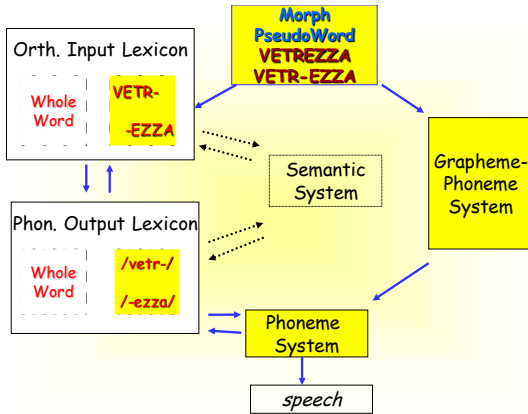 Morph
PseudoWord
VETREZZA
VETR-EZZA
Orth. Input Lexicon
Whole
Word
VETR-
-EZZA
Semantic
System
Grapheme-
Phoneme
System
Phon. Output Lexicon
Whole
Word
/vetr-/
/-ezza/
Phoneme
System
speech